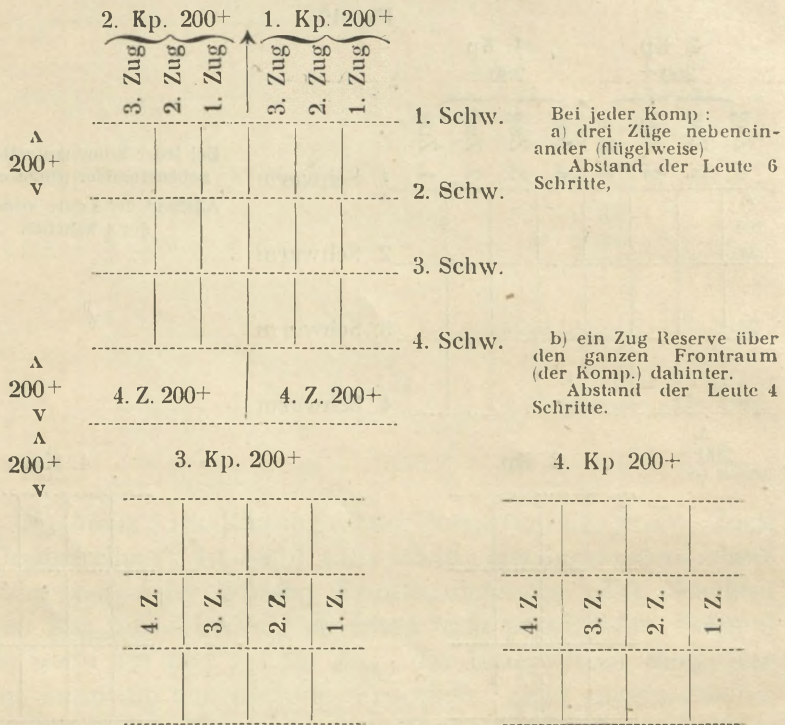 2. Kp. 200+ 1. Kp. 200+
3. Zug 2. Zug 1. Zug 3. Zug 2. Zug 1. Zug
1. Schw.
Bei jeder Komp :
a) drei Züge nebenein-
ander (flügelweise)
Abstand der Leute 6
Schritte,
200+
2. Schw.
3. Schw.
4. Schw.
b) ein Zug Reserve über
den ganzen Frontraum
(der Komp.) dahinter.
Abstand der Leute 4
Schritte.
200+
4. Z. 200+ 4. Z. 200+
200+
3. Kp. 200+ 4. Kp 200+
4. Z. 3. Z. 2. Z. 1. Z. 4. Z. 3. Z. 2. Z. 1. Z.